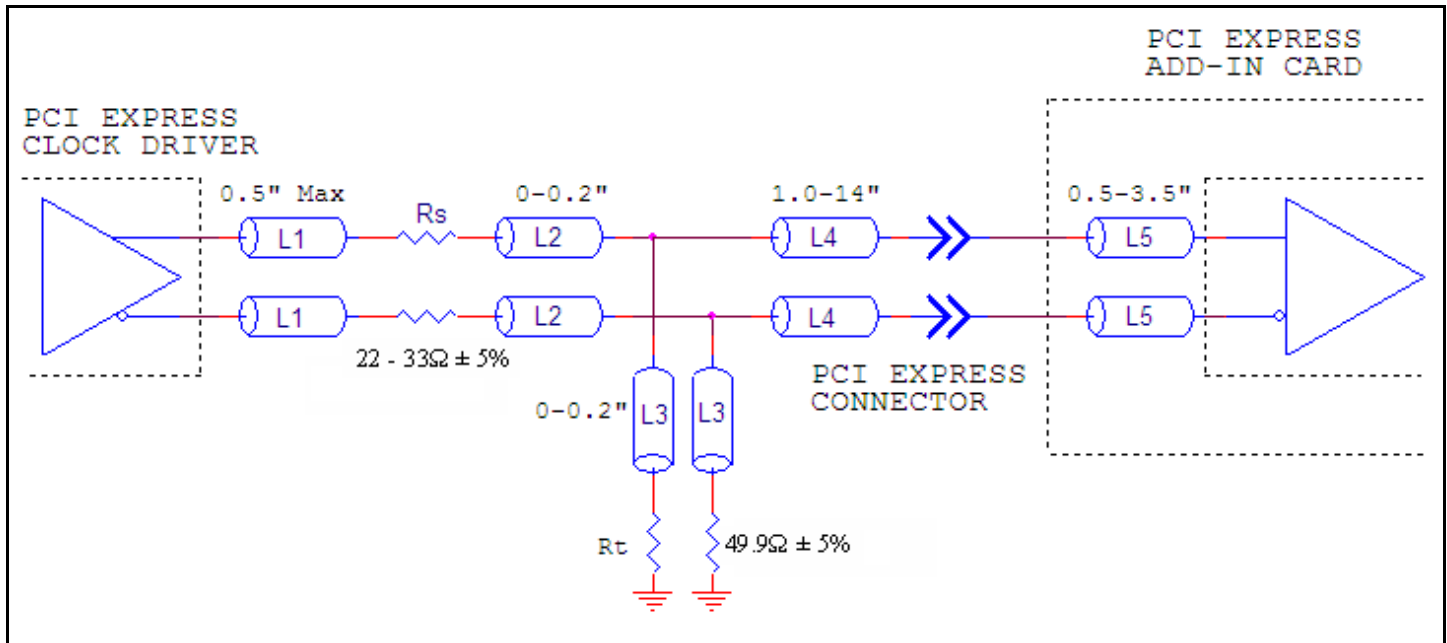 PCI EXPRESS
ADD-IN CARD
PCI EXPRESS
CLOCK DRIVER
0.5" Max
0-0.2"
1.0-14"
0.5-3.5"
Rs
L1
L2
L4
L5
L1
L2
L4
L5
22 - 33Ω ± 5%
PCI EXPRESS
CONNECTOR
0-0.2"
L3
L3
Rt
49.9Ω ± 5%